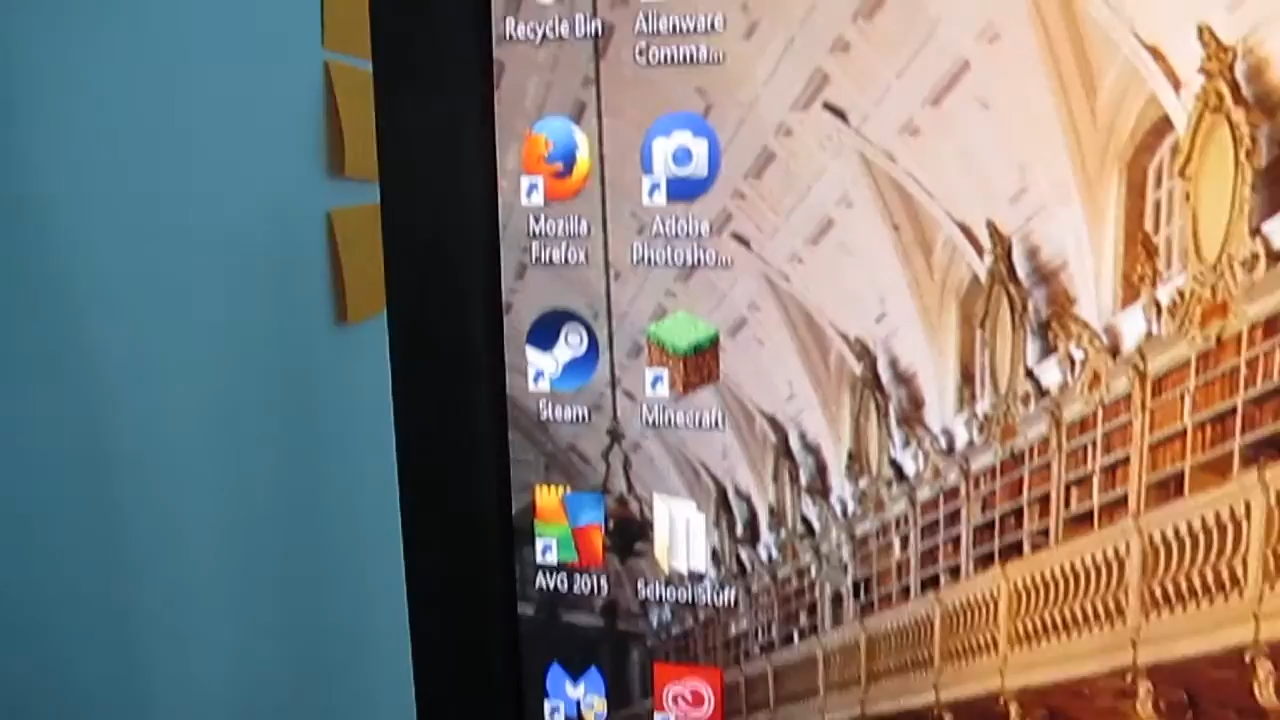 Recycle Bin
Alienware
Comma...
Mozilla
Firefox
Adobe
Photosho...
Steam
Minecraft
AVG 2015
School Stuff